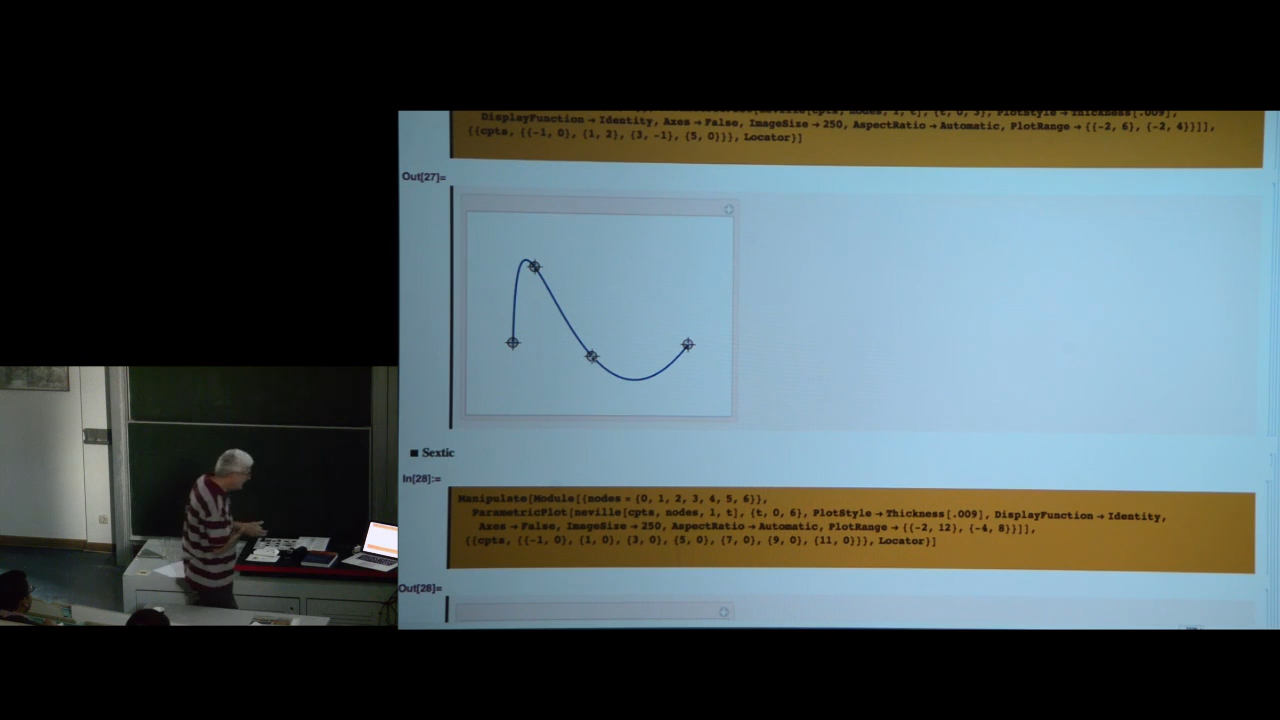 DisplayFunction → Identity, Axes → False, ImageSize → 250, AspectRatio → Automatic, PlotRange → {{-2, 6}, {-2, 4}}]],
{{cpts, {{-1, 0}, {1, 2}, {3, -1}, {5, 0}}}, Locator}]
Out[27]=
■ Sextic
In[28]:=
Manipulate[Module[{nodes = {0, 1, 2, 3, 4, 5, 6}},
ParametricPlot[neville[cpts, nodes, 1, t], {t, 0, 6}, PlotStyle → Thickness[.009], DisplayFunction → Identity,
Axes → False, ImageSize → 250, AspectRatio → Automatic, PlotRange → {{-2, 12}, {-4, 8}}]],
{{cpts, {{-1, 0}, {1, 0}, {3, 0}, {5, 0}, {7, 0}, {9, 0}, {11, 0}}}, Locator}]
Out[28]=